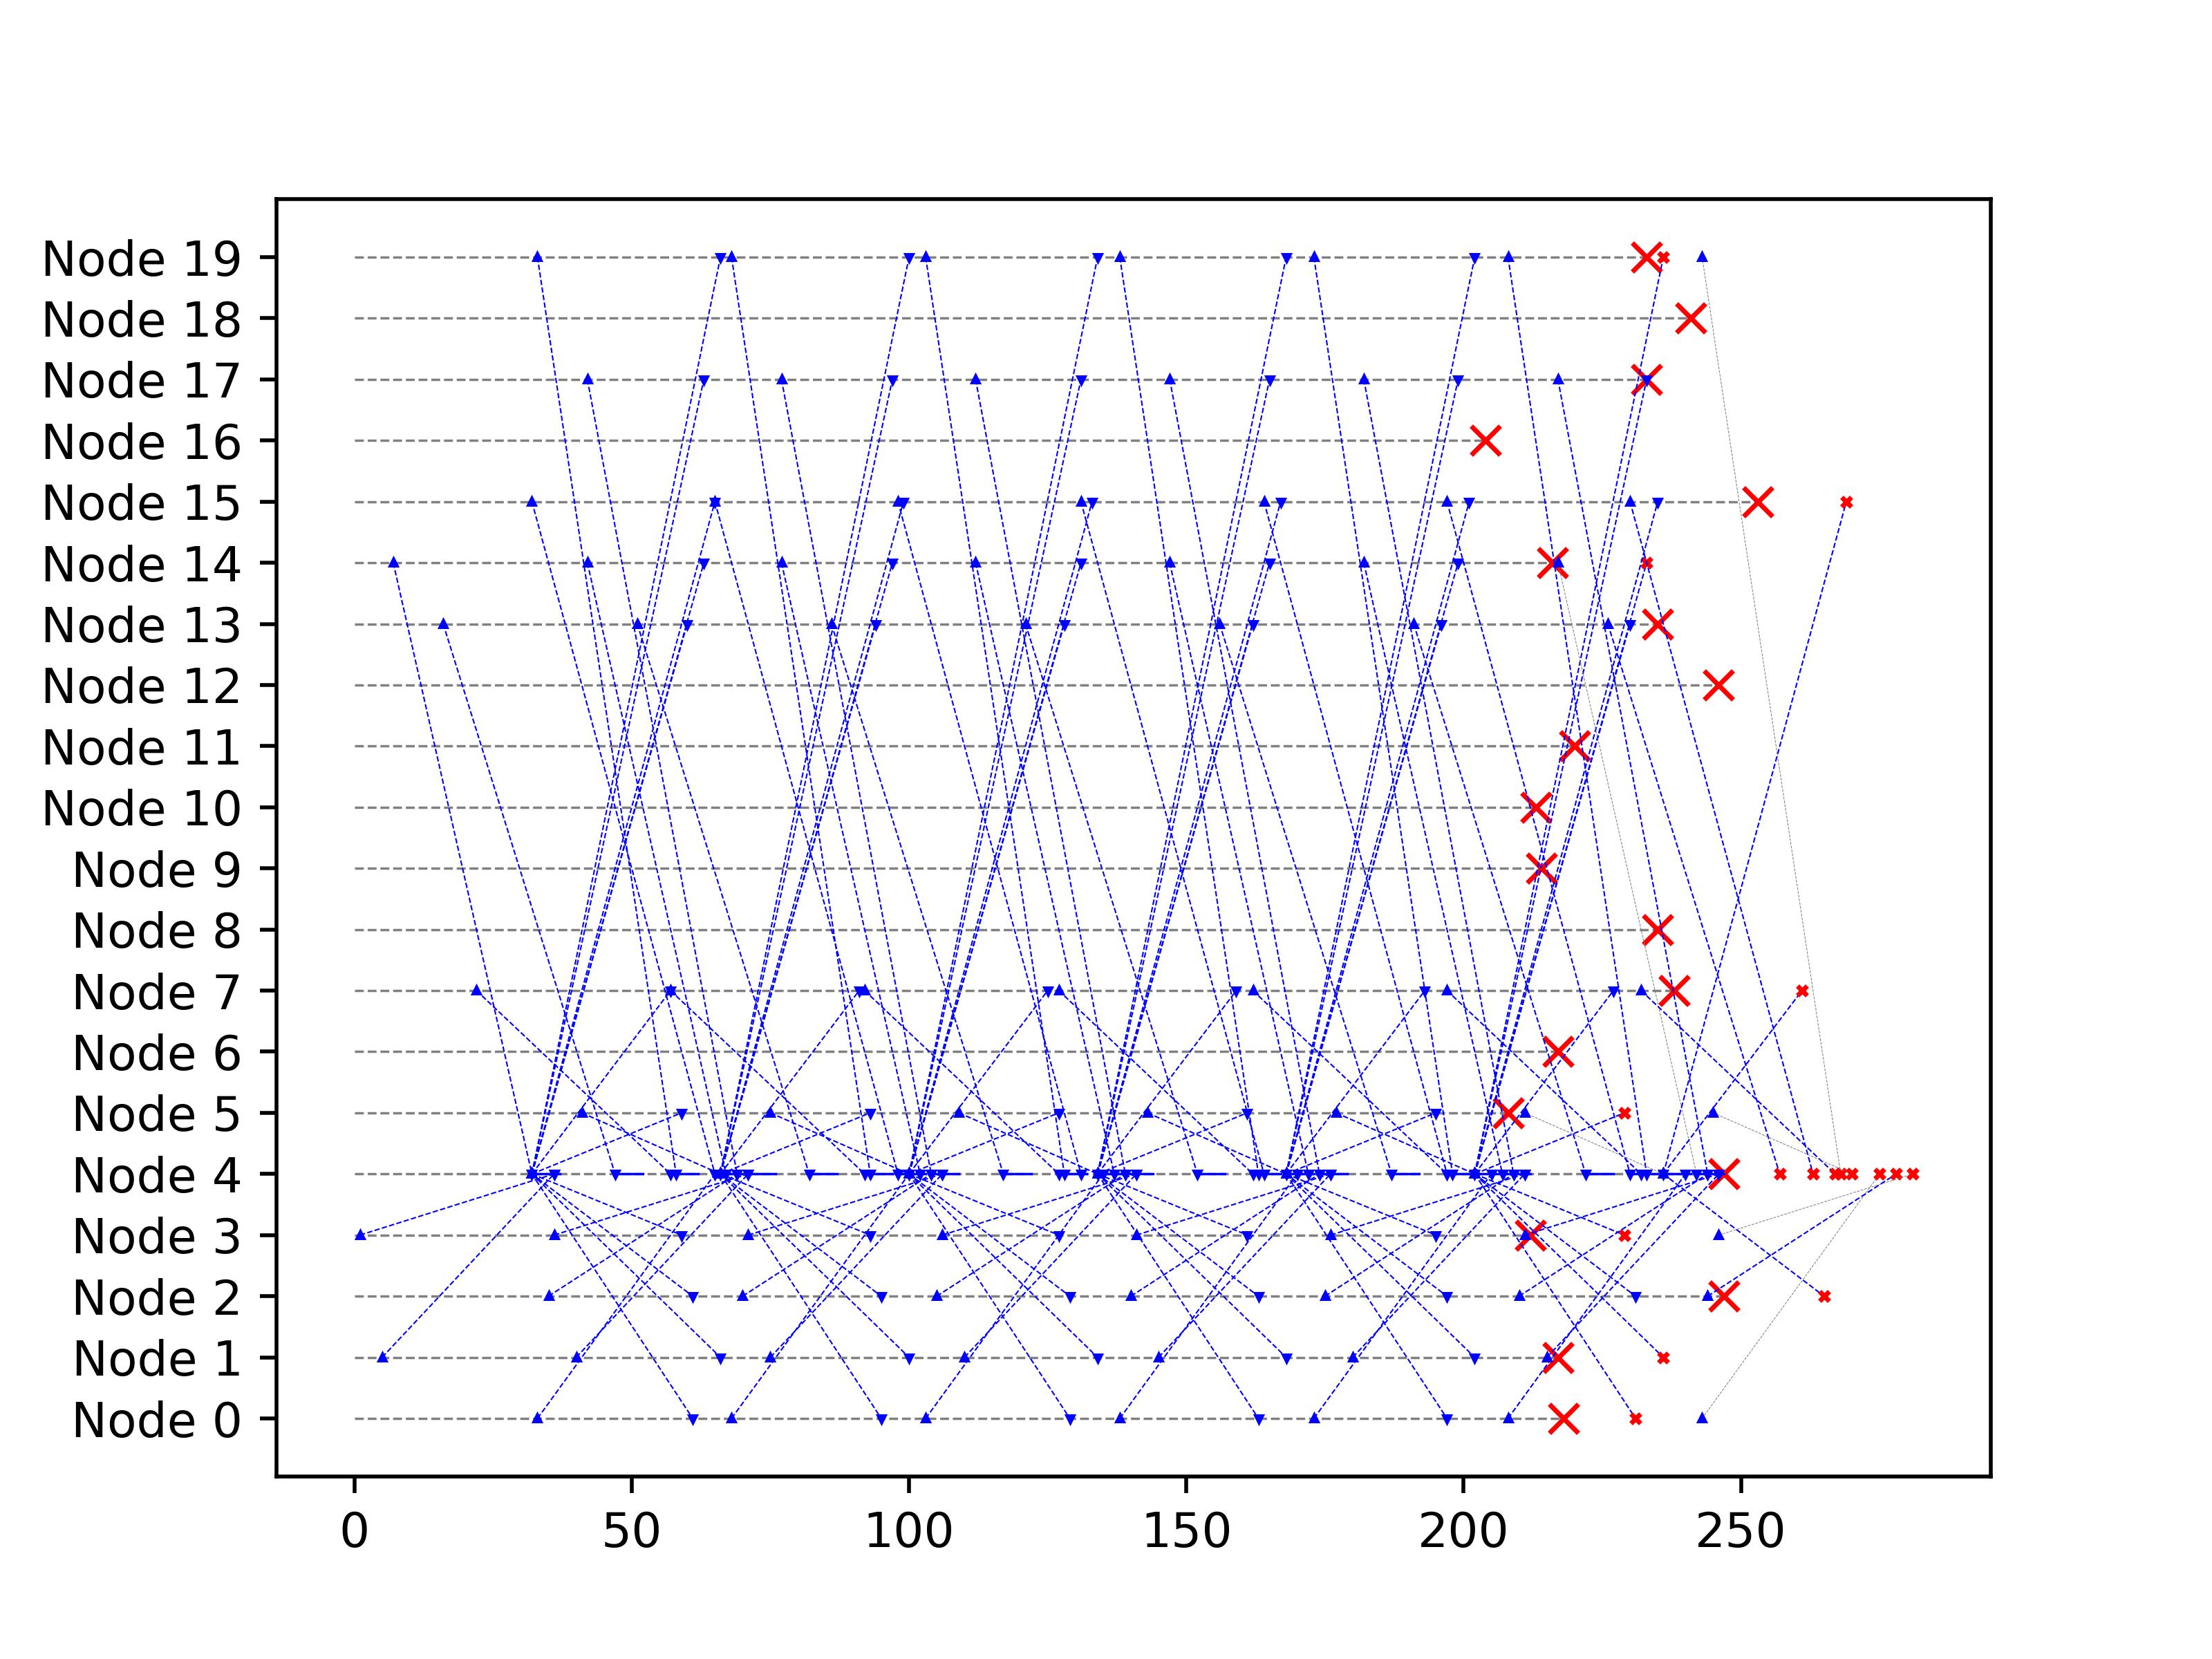 Node 19
Node 18
Node 17
Node 16
Node 15
Node 14
Node 13
Node 12
Node 11
Node 10
Node 9
Node 8
Node 7
Node 6
Node 5
Node 4
Node 3
Node 2
Node 1
Node 0
0 50 100 150 200 250